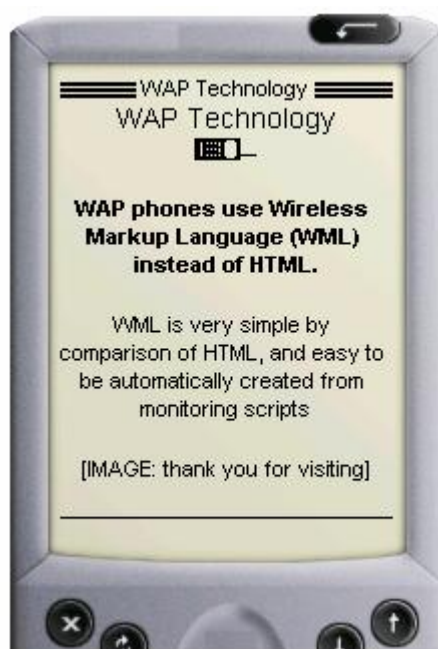 WAP Technology
WAP Technology
WAP phones use Wireless
Markup Language (WML)
instead of HTML.
WML is very simple by
comparison of HTML, and easy to
be automatically created from
monitoring scripts
[IMAGE: thank you for visiting]